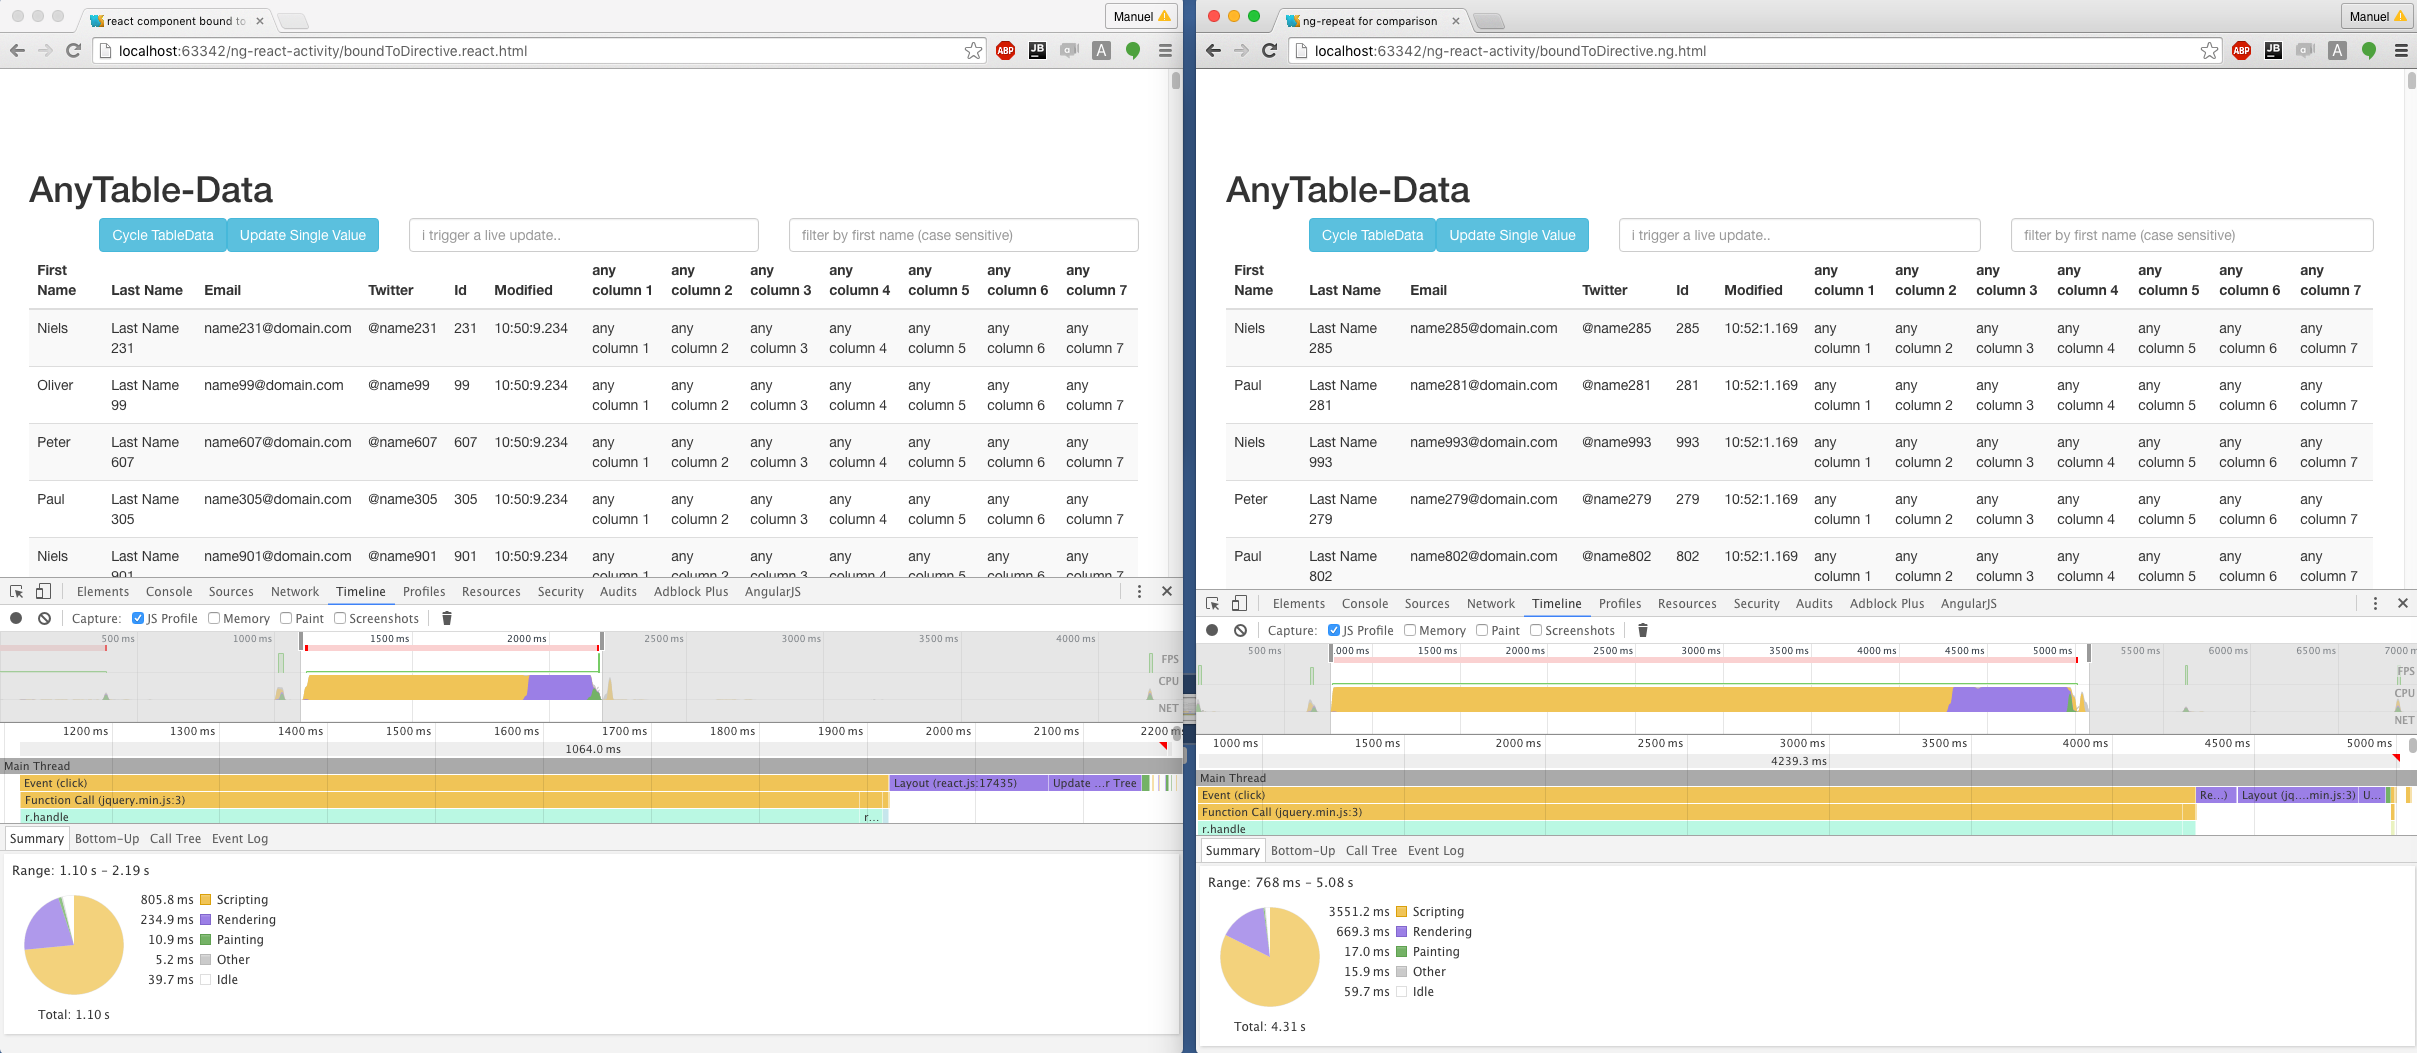 react component bound to
Manuel
localhost:63342/ng-react-activity/boundToDirective.react.html
ABP
JB
A
AnyTable-Data
Cycle TableData Update Single Value i trigger a live update.. filter by first name (case sensitive)
First Name Last Name Email Twitter Id Modified any column 1 any column 2 any column 3 any column 4 any column 5 any column 6 any column 7
Niels Last Name 231 name231@domain.com @name231 231 10:50:9.234 any column 1 any column 2 any column 3 any column 4 any column 5 any column 6 any column 7
Oliver Last Name 99 name99@domain.com @name99 99 10:50:9.234 any column 1 any column 2 any column 3 any column 4 any column 5 any column 6 any column 7
Peter Last Name 607 name607@domain.com @name607 607 10:50:9.234 any column 1 any column 2 any column 3 any column 4 any column 5 any column 6 any column 7
Paul Last Name 305 name305@domain.com @name305 305 10:50:9.234 any column 1 any column 2 any column 3 any column 4 any column 5 any column 6 any column 7
Niels Last Name 901 name901@domain.com @name901 901 10:50:9.234 any column 1 any column 2 any column 3 any column 4 any column 5 any column 6 any column 7
Elements Console Sources Network Timeline Profiles Resources Security Audits Adblock Plus AngularJS
Capture: JS Profile Memory Paint Screenshots
500 ms 1000 ms 1500 ms 2000 ms 2500 ms 3000 ms 3500 ms 4000 ms
FPS
CPU
NET
1200 ms 1300 ms 1400 ms 1500 ms 1600 ms 1700 ms 1800 ms 1900 ms 2000 ms 2100 ms 2200 ms
1064.0 ms
Main Thread
Event (click) Layout (react.js:17435) Update ...r Tree
Function Call (jquery.min.js:3)
r.handle r...
Summary Bottom-Up Call Tree Event Log
Range: 1.10 s – 2.19 s
805.8 ms Scripting
234.9 ms Rendering
10.9 ms Painting
5.2 ms Other
39.7 ms Idle
Total: 1.10 s
ng-repeat for comparison
Manuel
localhost:63342/ng-react-activity/boundToDirective.ng.html
ABP
JB
A
AnyTable-Data
Cycle TableData Update Single Value i trigger a live update.. filter by first name (case sensitive)
First Name Last Name Email Twitter Id Modified any column 1 any column 2 any column 3 any column 4 any column 5 any column 6 any column 7
Niels Last Name 285 name285@domain.com @name285 285 10:52:1.169 any column 1 any column 2 any column 3 any column 4 any column 5 any column 6 any column 7
Paul Last Name 281 name281@domain.com @name281 281 10:52:1.169 any column 1 any column 2 any column 3 any column 4 any column 5 any column 6 any column 7
Niels Last Name 993 name993@domain.com @name993 993 10:52:1.169 any column 1 any column 2 any column 3 any column 4 any column 5 any column 6 any column 7
Peter Last Name 279 name279@domain.com @name279 279 10:52:1.169 any column 1 any column 2 any column 3 any column 4 any column 5 any column 6 any column 7
Paul Last Name 802 name802@domain.com @name802 802 10:52:1.169 any column 1 any column 2 any column 3 any column 4 any column 5 any column 6 any column 7
Elements Console Sources Network Timeline Profiles Resources Security Audits Adblock Plus AngularJS
Capture: JS Profile Memory Paint Screenshots
500 ms 000 ms 1500 ms 2000 ms 2500 ms 3000 ms 3500 ms 4000 ms 4500 ms 5000 ms 5500 ms 6000 ms 6500 ms 7000 m
FPS
CPU
NET
1000 ms 1500 ms 2000 ms 2500 ms 3000 ms 3500 ms 4000 ms 4500 ms 5000 ms
4239.3 ms
Main Thread
Event (click) Re...) Layout (jq....min.js:3) U...
Function Call (jquery.min.js:3)
r.handle
Summary Bottom-Up Call Tree Event Log
Range: 768 ms – 5.08 s
3551.2 ms Scripting
669.3 ms Rendering
17.0 ms Painting
15.9 ms Other
59.7 ms Idle
Total: 4.31 s